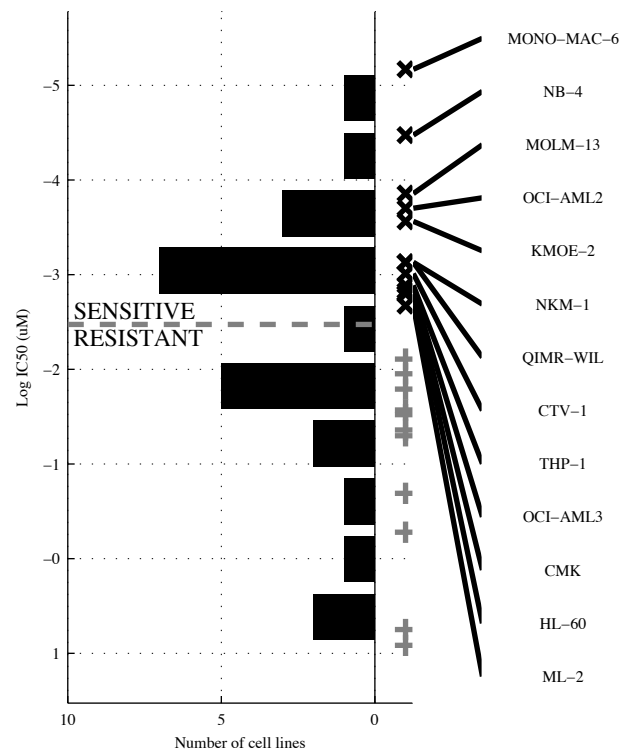 MONO−MAC−6
−5
NB−4
MOLM−13
−4
OCI−AML2
KMOE−2
−3
NKM−1
SENSITIVE
RESISTANT
Log IC50 (uM)
QIMR−WIL
−2
CTV−1
THP−1
−1
OCI−AML3
−0
CMK
HL−60
1
ML−2
10
5
0
Number of cell lines